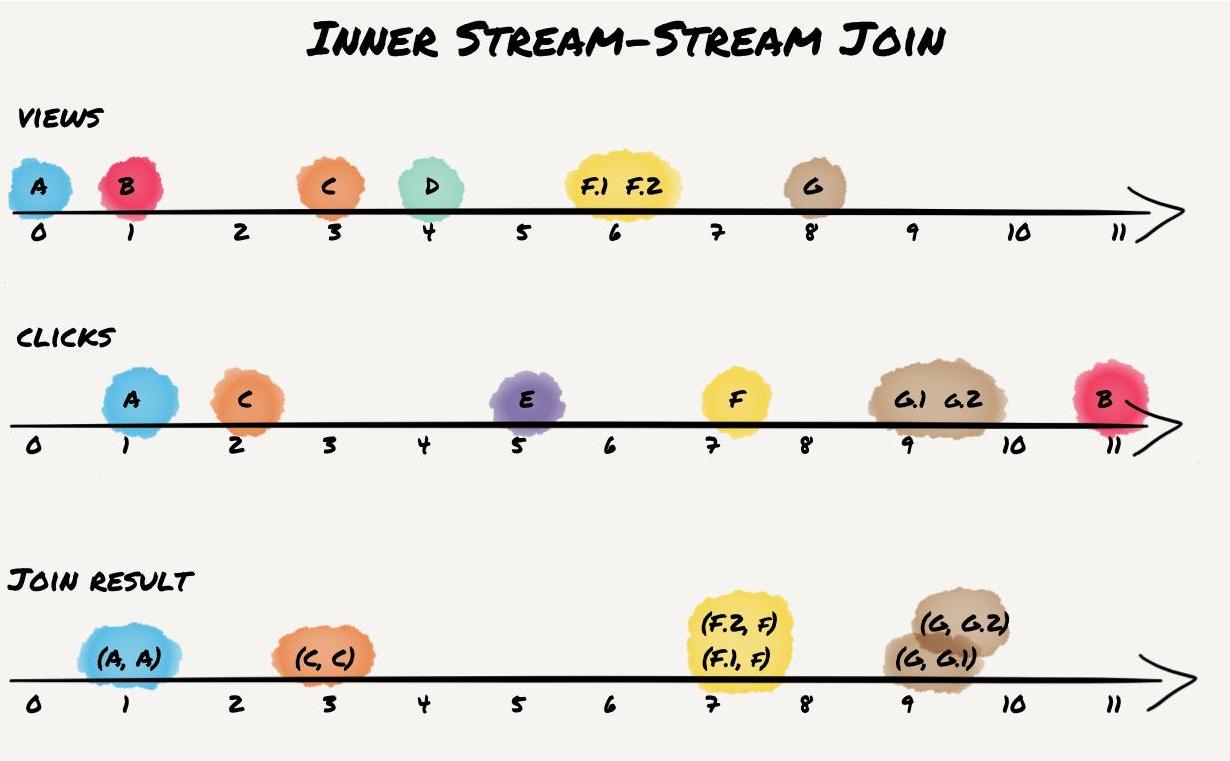 INNER STREAM-STREAM JOIN
VIEWS
A B C D F.1 F.2 G
0 1 2 3 4 5 6 7 8 9 10 11
CLICKS
A C E F G.1 G.2 B
0 1 2 3 4 5 6 7 8 9 10 11
JOIN RESULT
(F.2, F) (G, G.2)
(A, A) (C, C) (F.1, F) (G, G.1)
0 1 2 3 4 5 6 7 8 9 10 11